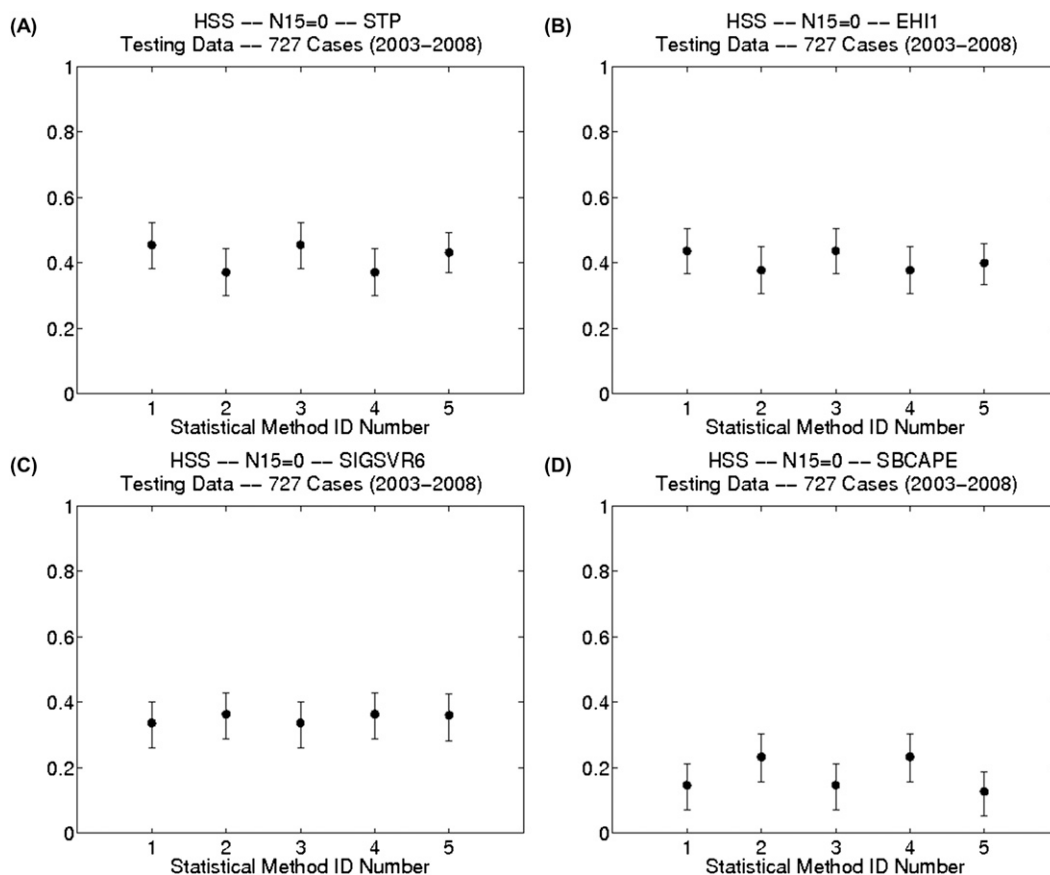 (A)
HSS -- N15=0 -- STP
Testing Data -- 727 Cases (2003-2008)
1
0.8
0.6
0.4
0.2
0
1 2 3 4 5
Statistical Method ID Number
(B)
HSS -- N15=0 -- EHI1
Testing Data -- 727 Cases (2003-2008)
1
0.8
0.6
0.4
0.2
0
1 2 3 4 5
Statistical Method ID Number
(C)
HSS -- N15=0 -- SIGSVR6
Testing Data -- 727 Cases (2003-2008)
1
0.8
0.6
0.4
0.2
0
1 2 3 4 5
Statistical Method ID Number
(D)
HSS -- N15=0 -- SBCAPE
Testing Data -- 727 Cases (2003-2008)
1
0.8
0.6
0.4
0.2
0
1 2 3 4 5
Statistical Method ID Number